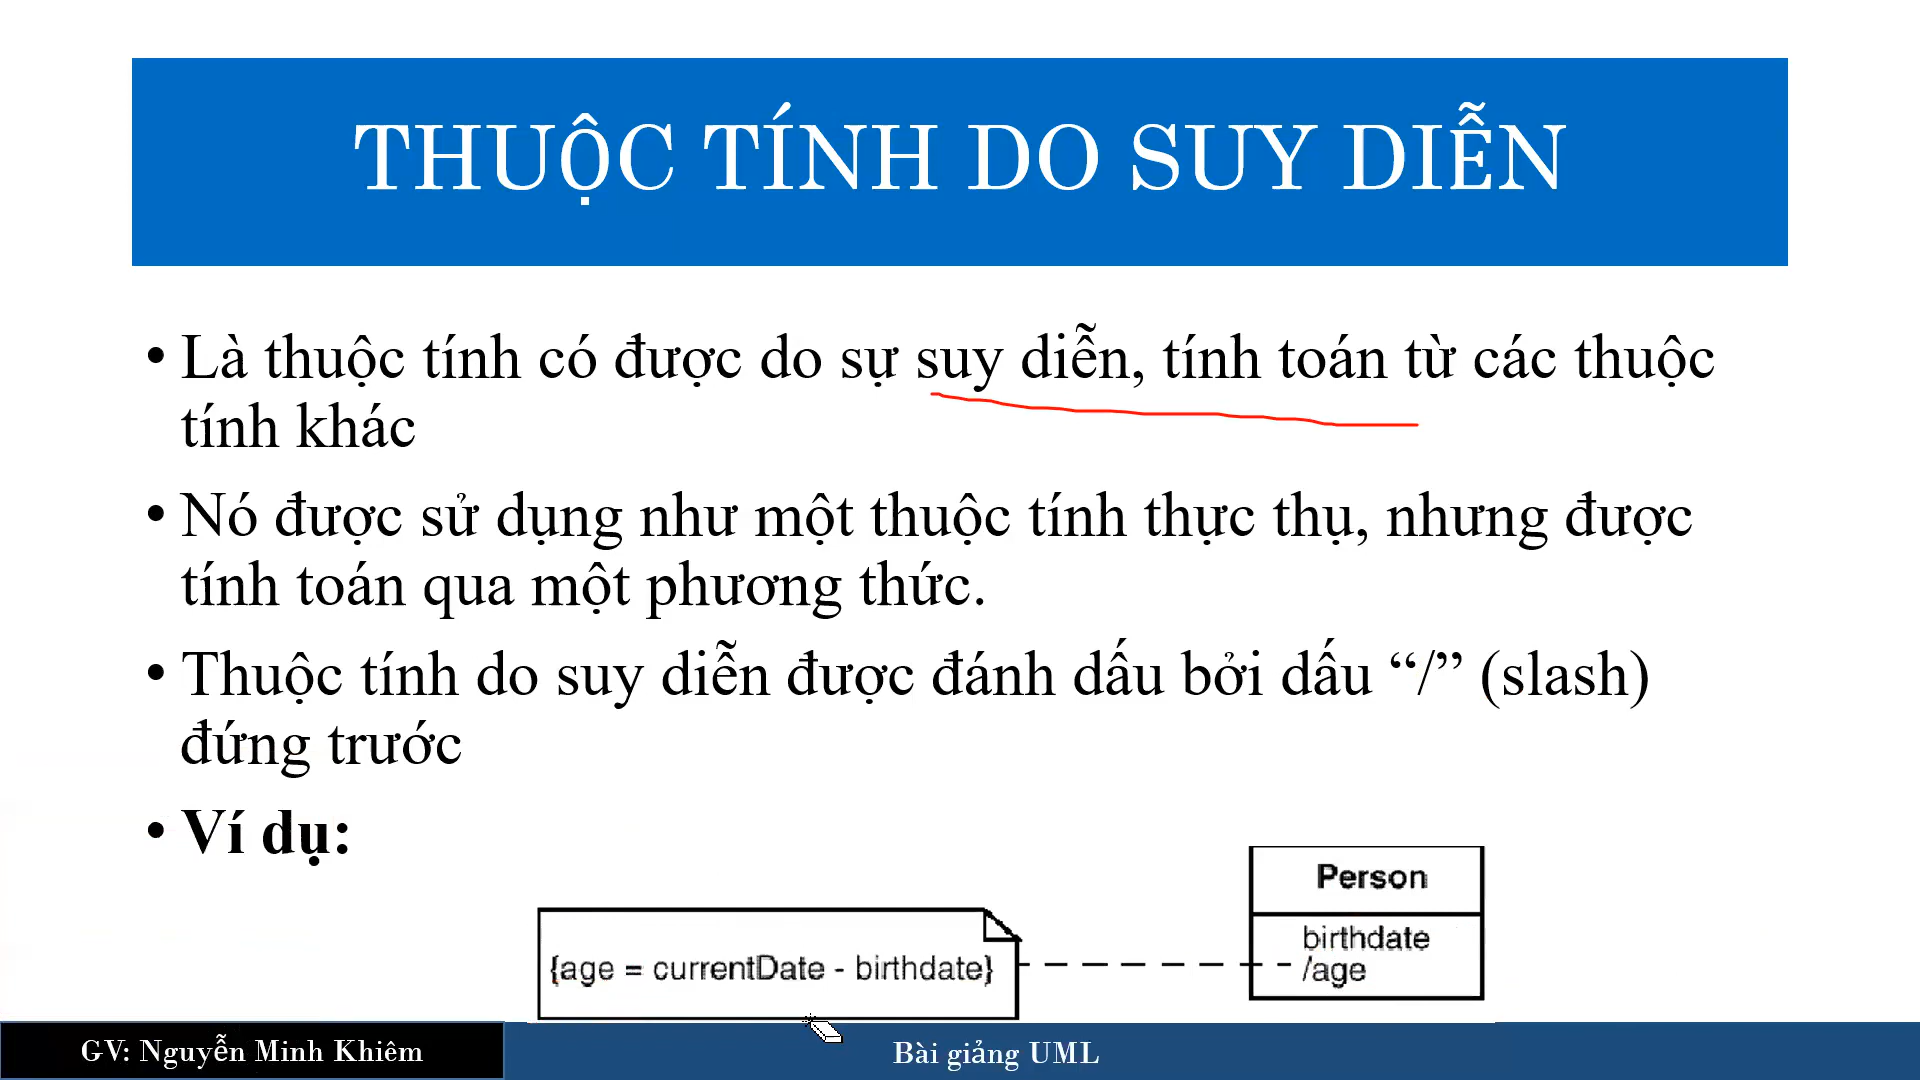 THUỘC TÍNH DO SUY DIỄN
• Là thuộc tính có được do sự suy diễn, tính toán từ các thuộc
tính khác
• Nó được sử dụng như một thuộc tính thực thụ, nhưng được
tính toán qua một phương thức.
• Thuộc tính do suy diễn được đánh dấu bởi dấu “/” (slash)
đứng trước
• Ví dụ:
Person
birthdate
/age
{age = currentDate - birthdate}
GV: Nguyễn Minh Khiêm
Bài giảng UML